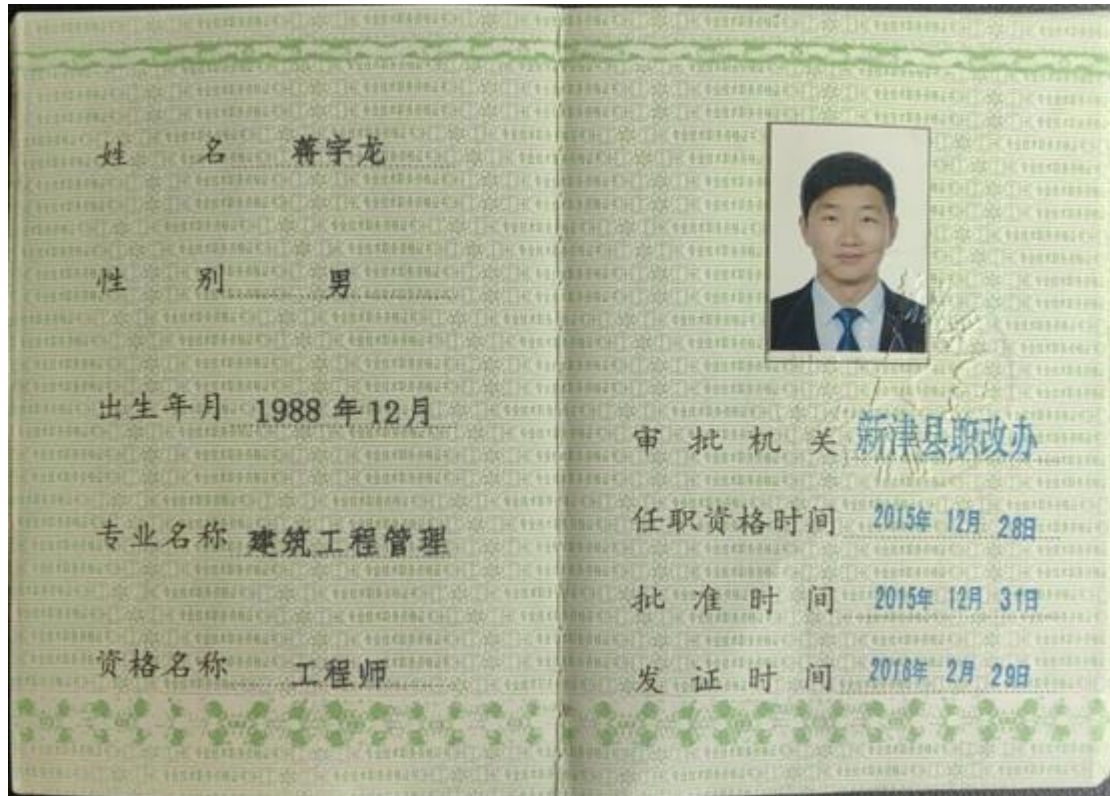 姓 名 蒋宇龙
性 别 男
出生年月 1988年12月
专业名称 建筑工程管理
资格名称 工程师
审批机关 新津县职改办
任职资格时间 2015年 12月 28日
批准时间 2015年 12月 31日
发证时间 2016年 2月 29日